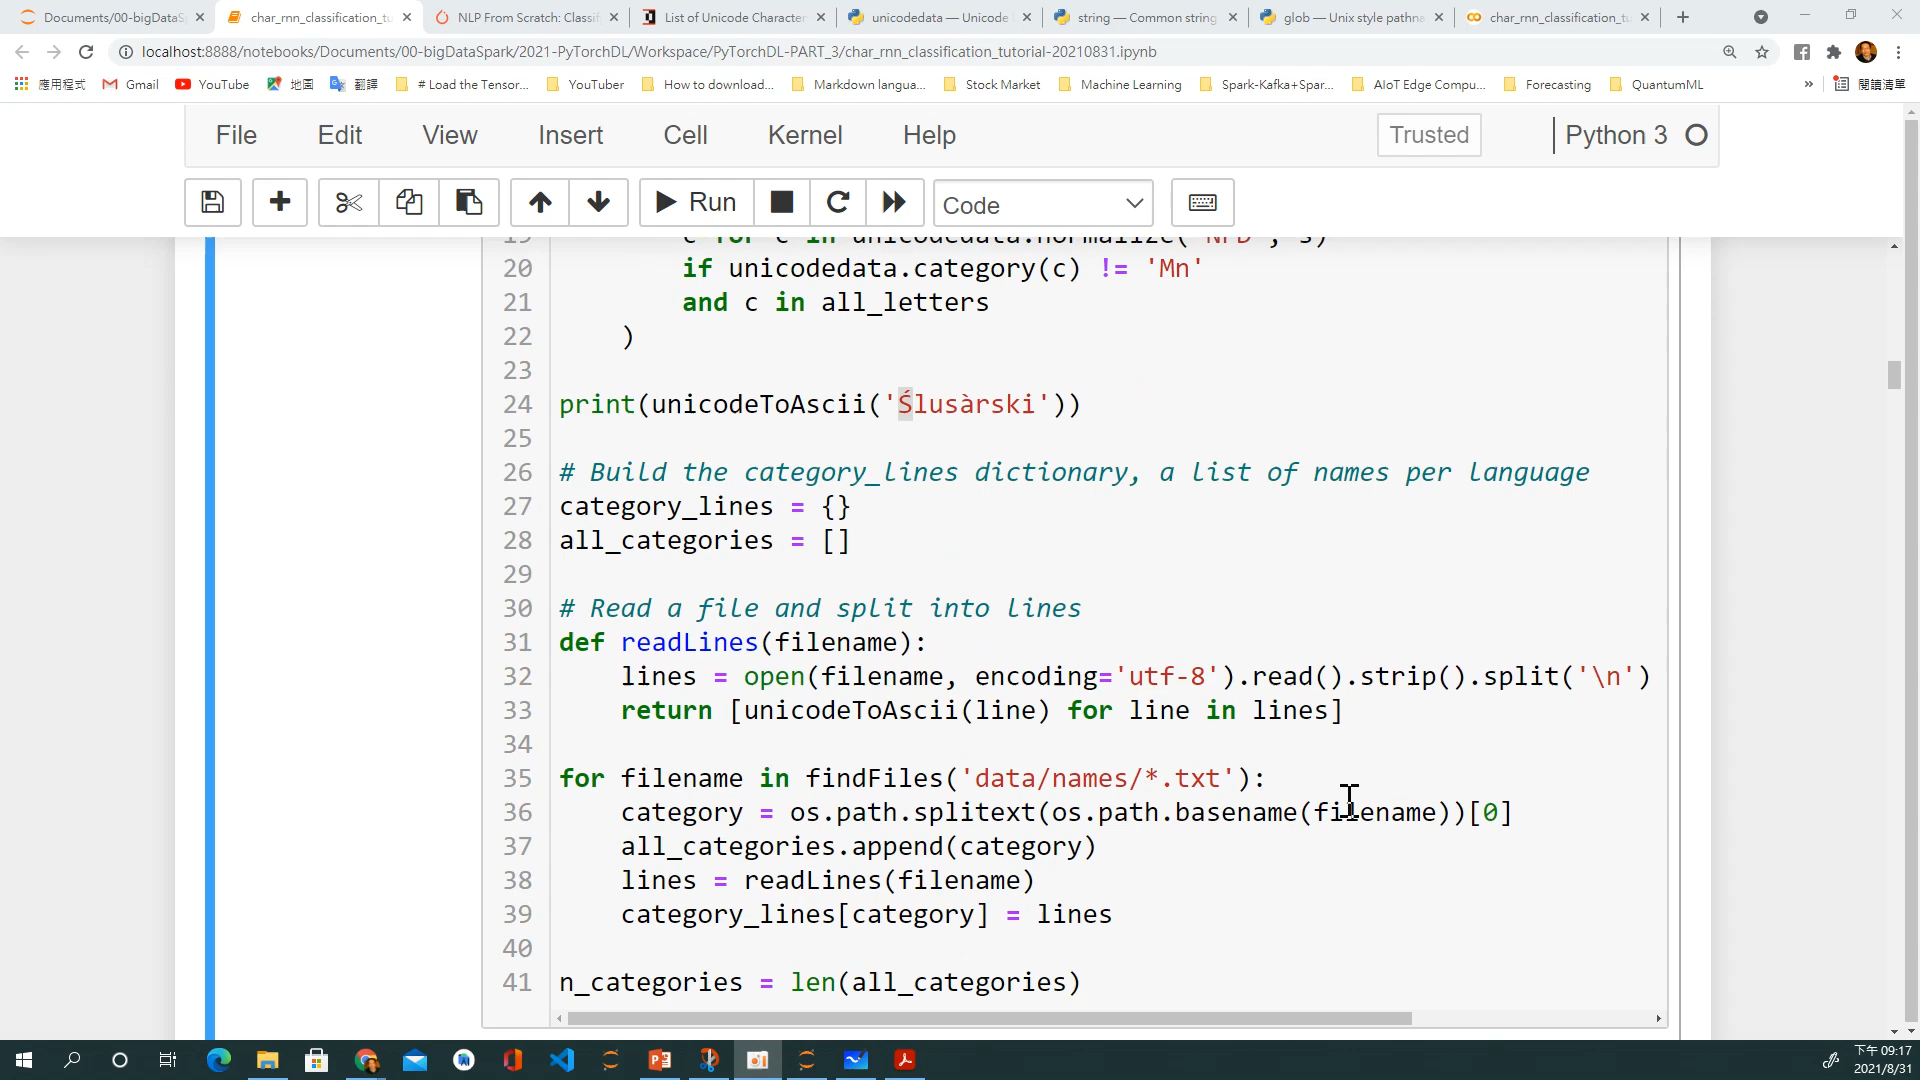 Documents/00-bigDataS
char_rnn_classification_tu
NLP From Scratch: Classif
List of Unicode Character
unicodedata — Unicode
string — Common string
glob — Unix style pathna
char_rnn_classification_tu
localhost:8888/notebooks/Documents/00-bigDataSpark/2021-PyTorchDL/Workspace/PyTorchDL-PART_3/char_rnn_classification_tutorial-20210831.ipynb
應用程式 Gmail YouTube 地圖 翻譯 # Load the Tensor... YouTuber How to download... Markdown langua... Stock Market Machine Learning Spark-Kafka+Spar... AIoT Edge Compu... Forecasting QuantumML » 閱讀清單
File Edit View Insert Cell Kernel Help Trusted Python 3
Run Code
19 c for c in unicodedata.normalize('NFD', s)
20 if unicodedata.category(c) != 'Mn'
21 and c in all_letters
22 )
23
24 print(unicodeToAscii('Ślusàrski'))
25
26 # Build the category_lines dictionary, a list of names per language
27 category_lines = {}
28 all_categories = []
29
30 # Read a file and split into lines
31 def readLines(filename):
32 lines = open(filename, encoding='utf-8').read().strip().split('\n')
33 return [unicodeToAscii(line) for line in lines]
34
35 for filename in findFiles('data/names/*.txt'):
36 category = os.path.splitext(os.path.basename(filename))[0]
37 all_categories.append(category)
38 lines = readLines(filename)
39 category_lines[category] = lines
40
41 n_categories = len(all_categories)
下午 09:17
2021/8/31